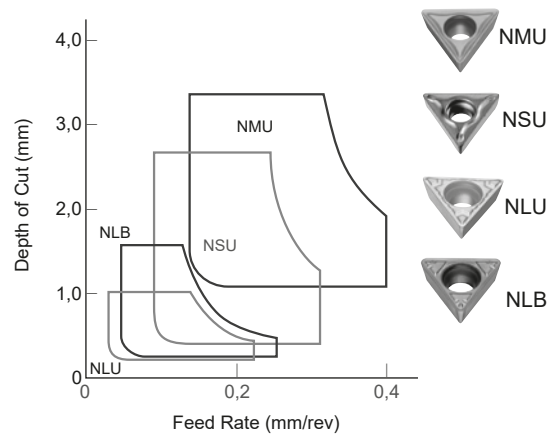 4,0
3,0
2,0
1,0
0
Depth of Cut (mm)
NMU
NSU
NLB
NLU
0
0,2
0,4
Feed Rate (mm/rev)
NMU
NSU
NLU
NLB